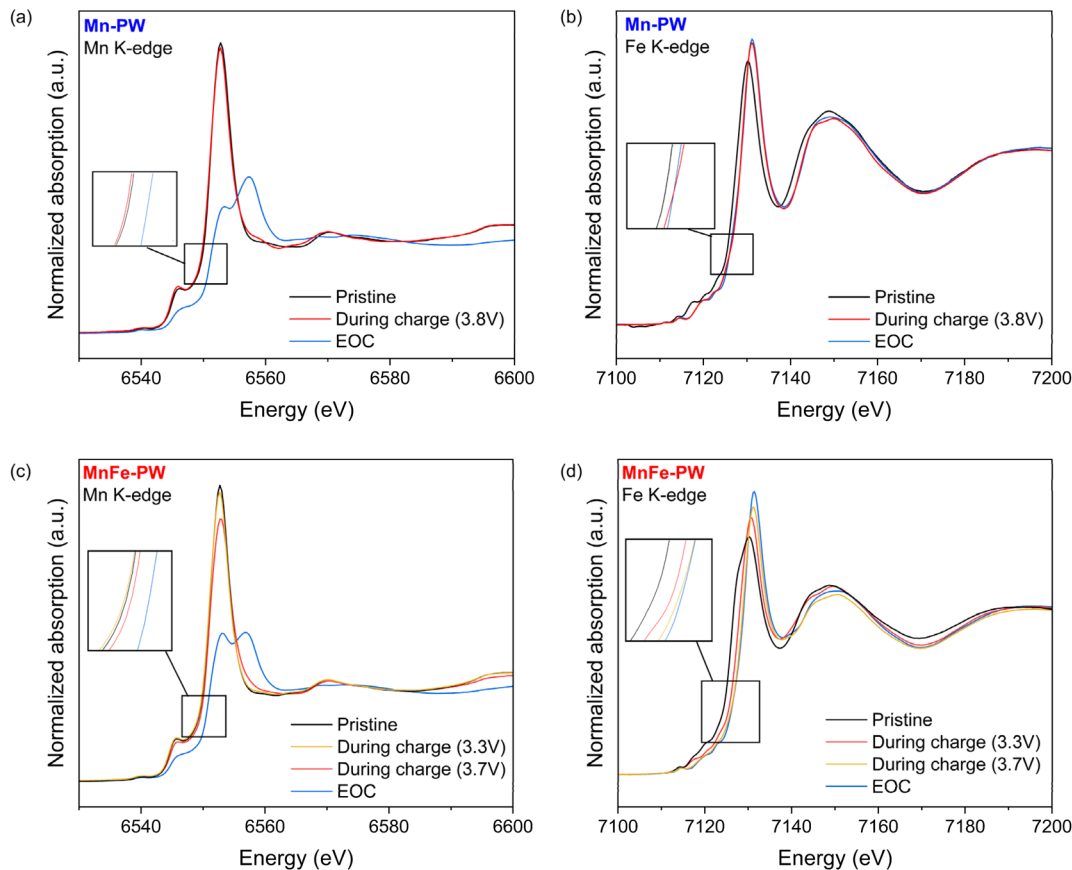 (a)
Mn-PW
Mn K-edge
Normalized absorption (a.u.)
Pristine
During charge (3.8V)
EOC
6540
6560
6580
6600
Energy (eV)
(b)
Mn-PW
Fe K-edge
Normalized absorption (a.u.)
Pristine
During charge (3.8V)
EOC
7100
7120
7140
7160
7180
7200
Energy (eV)
(c)
MnFe-PW
Mn K-edge
Normalized absorption (a.u.)
Pristine
During charge (3.3V)
During charge (3.7V)
EOC
6540
6560
6580
6600
Energy (eV)
(d)
MnFe-PW
Fe K-edge
Normalized absorption (a.u.)
Pristine
During charge (3.3V)
During charge (3.7V)
EOC
7100
7120
7140
7160
7180
7200
Energy (eV)